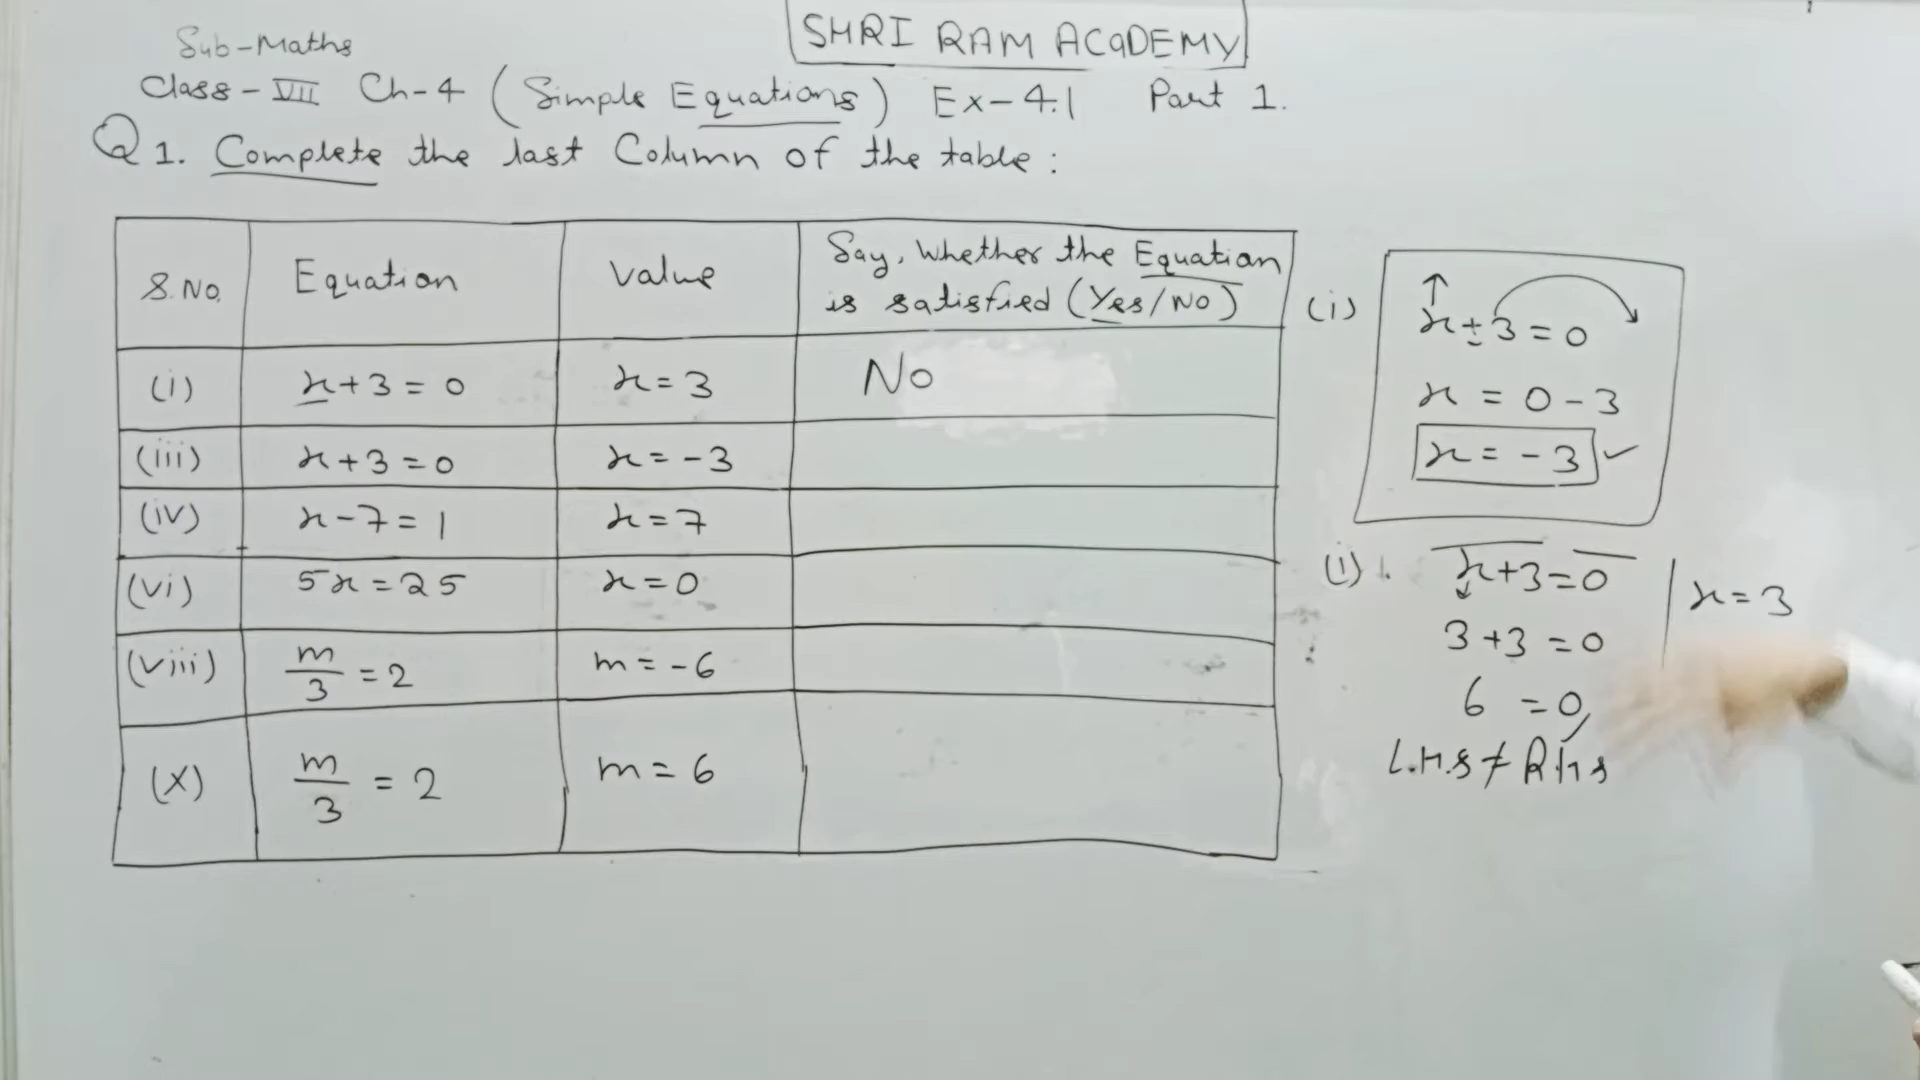 SHRI RAM ACADEMY
Sub-Maths
Class-VII Ch-4 (Simple Equations) Ex-4.1 Part 1.
Q1. Complete the last Column of the table:
S.No. Equation Value Say, Whether the Equation
is satisfied (Yes/No)
(i) x+3=0 x=3 No
(iii) x+3=0 x=-3
(iv) x-7=1 x=7
(vi) 5x=25 x=0
(viii) m/3=2 m=-6
(X) m/3=2 m=6
(i) x+3=0
x=0-3
x=-3 ✓
(i). x+3=0 x=3
3+3=0
6=0
L.H.S≠R.H.S